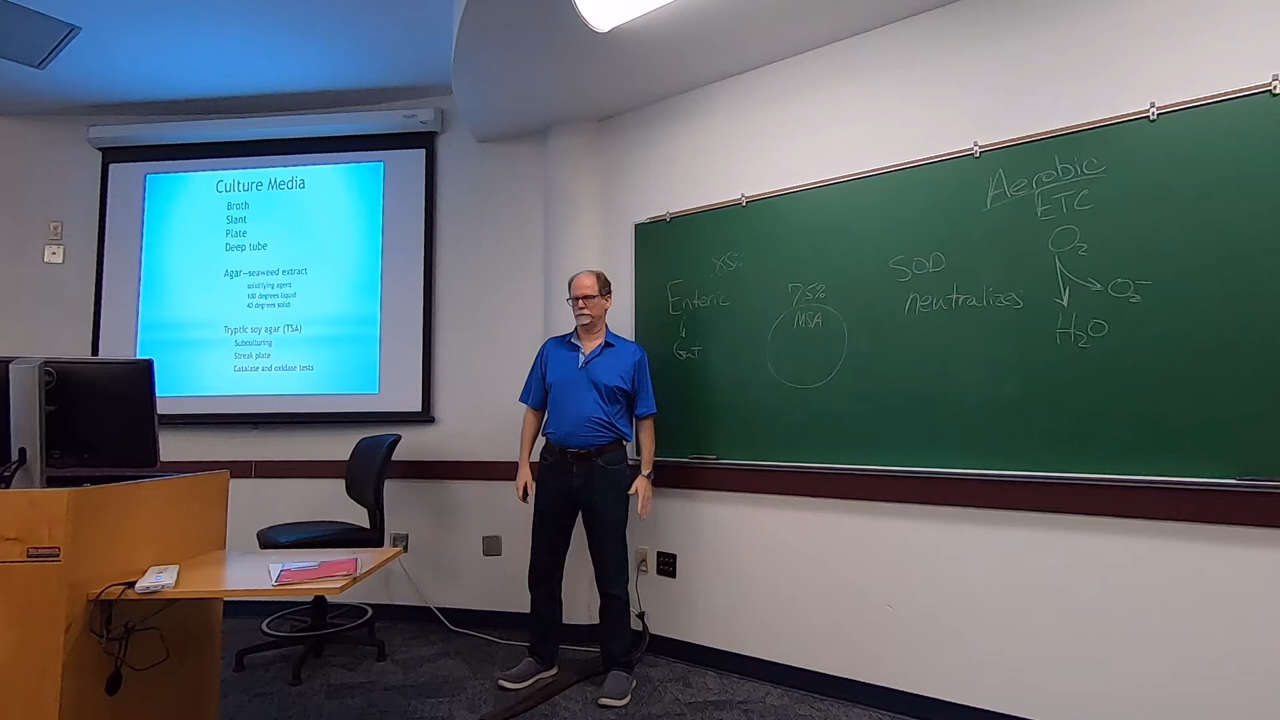 Culture Media
Broth
Slant
Plate
Deep tube
Agar—seaweed extract
solidifying agent
100 degrees liquid
40 degrees solid
Tryptic soy agar (TSA)
Subculturing
Streak plate
Catalase and oxidase tests
.85%
Enteric
Gut
7.5%
MSA
SOD
neutralizes
Aerobic
ETC
O₂
O₂⁻
H₂O